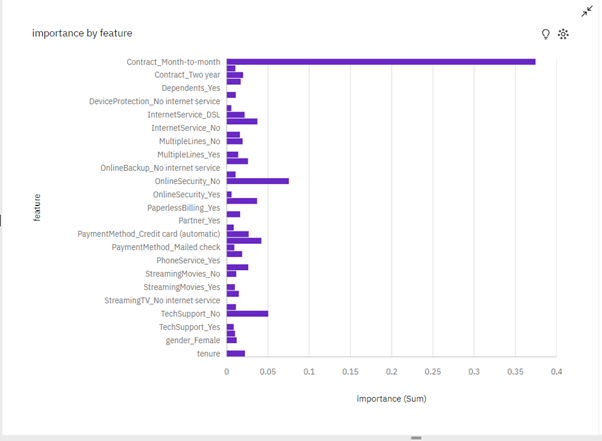 importance by feature
Contract_Month-to-month
Contract_Two year
Dependents_Yes
DeviceProtection_No internet service
InternetService_DSL
InternetService_No
MultipleLines_No
MultipleLines_Yes
OnlineBackup_No internet service
OnlineSecurity_No
OnlineSecurity_Yes
PaperlessBilling_Yes
Partner_Yes
PaymentMethod_Credit card (automatic)
PaymentMethod_Mailed check
PhoneService_Yes
StreamingMovies_No
StreamingMovies_Yes
StreamingTV_No internet service
TechSupport_No
TechSupport_Yes
gender_Female
tenure
feature
0 0.05 0.1 0.15 0.2 0.25 0.3 0.35 0.4
Importance (Sum)